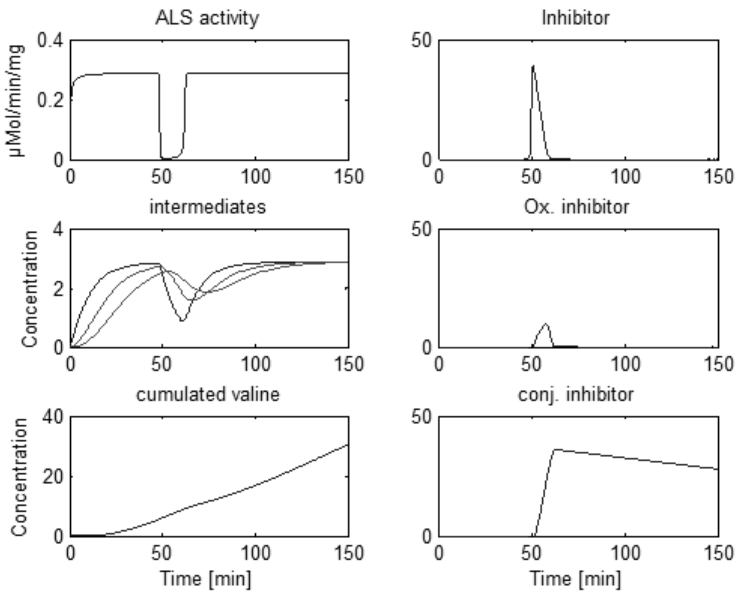 ALS activity
Inhibitor
µMol/min/mg
0.4
0.2
0
0 50 100 150
50
0
0 50 100 150
intermediates
Ox. inhibitor
Concentration
4
2
0
0 50 100 150
50
0
0 50 100 150
cumulated valine
conj. inhibitor
Concentration
40
20
0
0 50 100 150
Time [min]
50
0
0 50 100 150
Time [min]